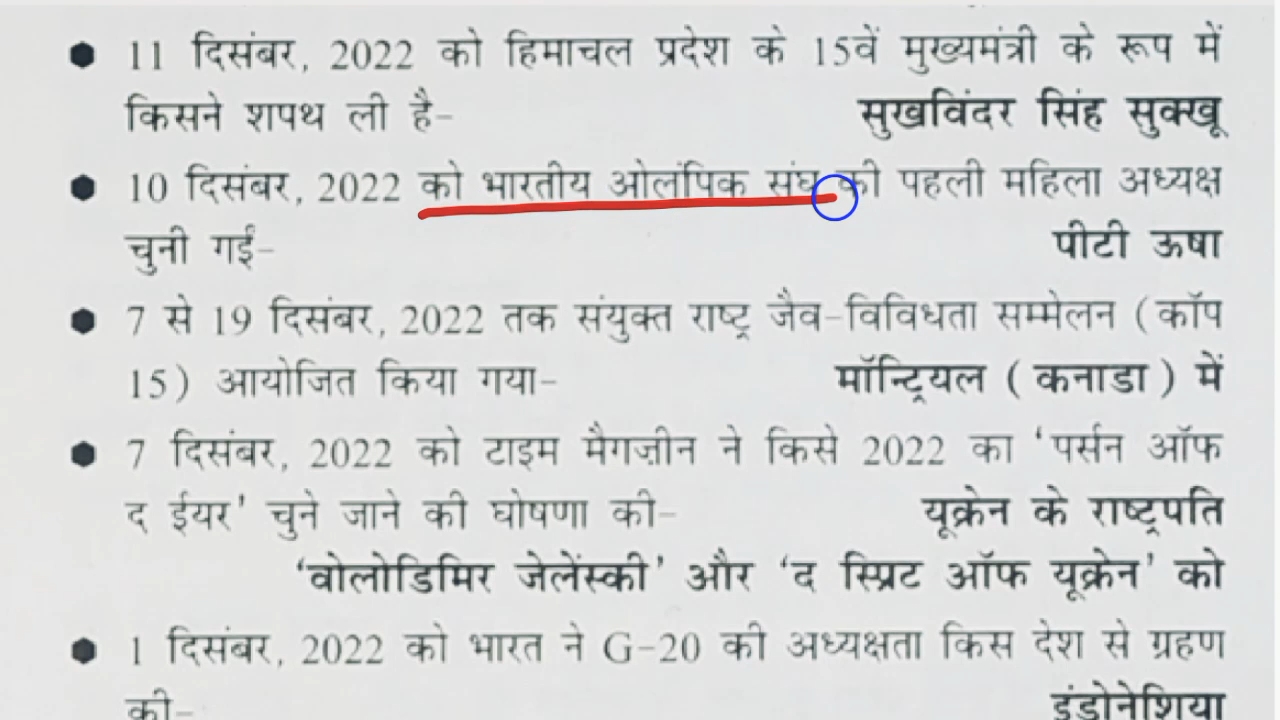 11 दिसंबर, 2022 को हिमाचल प्रदेश के 15वें मुख्यमंत्री के रूप में
किसने शपथ ली है- सुखविंदर सिंह सुक्खू
10 दिसंबर, 2022 को भारतीय ओलंपिक संघ की पहली महिला अध्यक्ष
चुनी गईं- पीटी ऊषा
7 से 19 दिसंबर, 2022 तक संयुक्त राष्ट्र जैव-विविधता सम्मेलन (कॉप
15) आयोजित किया गया- मॉन्ट्रियल (कनाडा) में
7 दिसंबर, 2022 को टाइम मैगज़ीन ने किसे 2022 का ‘पर्सन ऑफ
द ईयर’ चुने जाने की घोषणा की- यूक्रेन के राष्ट्रपति
‘वोलोडिमिर जेलेंस्की’ और ‘द स्प्रिट ऑफ यूक्रेन’ को
1 दिसंबर, 2022 को भारत ने G-20 की अध्यक्षता किस देश से ग्रहण
की- इंडोनेशिया